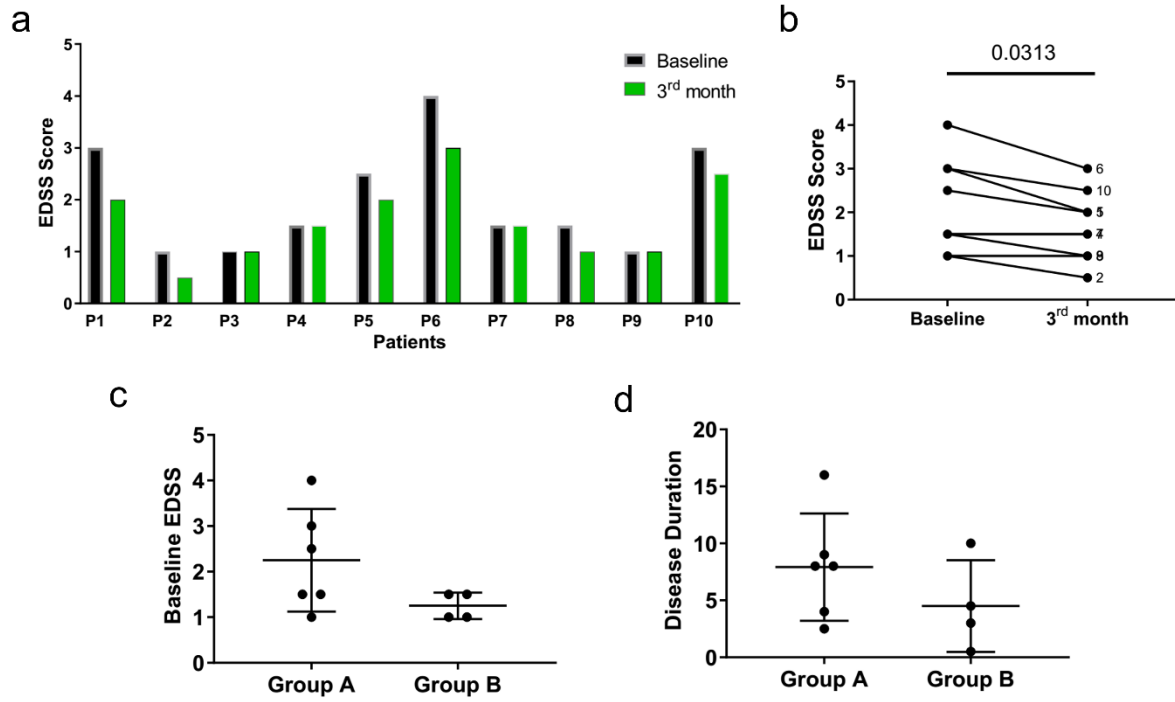 a
5
4
3
2
1
0
EDSS Score
Baseline
3rd month
P1 P2 P3 P4 P5 P6 P7 P8 P9 P10
Patients
b
0.0313
5
4
3
2
1
0
EDSS Score
6
10
2
Baseline 3rd month
c
5
4
3
2
1
0
Baseline EDSS
Group A Group B
d
20
15
10
5
0
Disease Duration
Group A Group B